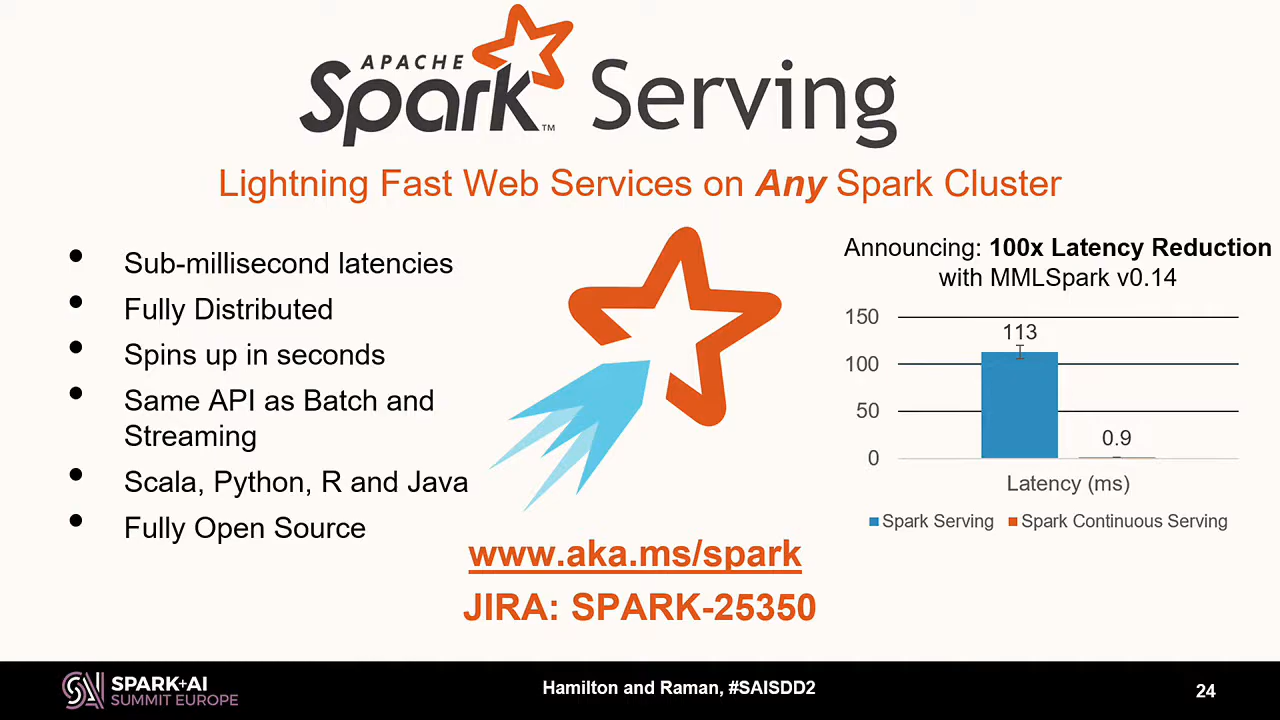 APACHE
Spark™ Serving
Lightning Fast Web Services on Any Spark Cluster
• Sub-millisecond latencies
• Fully Distributed
• Spins up in seconds
• Same API as Batch and
Streaming
• Scala, Python, R and Java
• Fully Open Source
Announcing: 100x Latency Reduction
with MMLSpark v0.14
150
113
100
50
0.9
0
Latency (ms)
Spark Serving Spark Continuous Serving
www.aka.ms/spark
JIRA: SPARK-25350
SPARK+AI
SUMMIT EUROPE
Hamilton and Raman, #SAISDD2
24